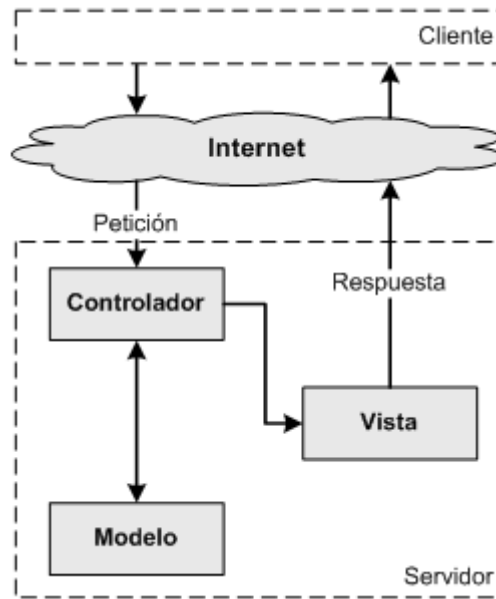 Cliente
Internet
Petición
Controlador
Respuesta
Vista
Modelo
Servidor